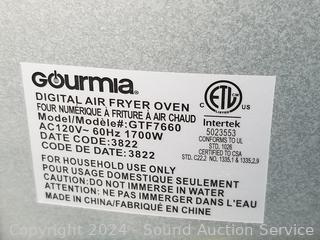 GOURMIA®
DIGITAL AIR FRYER OVEN
FOUR NUMÉRIQUE À FRITURE À AIR CHAUD
Model/Modèle#:GTF7660
AC120V~ 60Hz 1700W
DATE CODE:3822
CODE DE DATE:3822
FOR HOUSEHOLD USE ONLY
POUR USAGE DOMESTIQUE SEULEMENT
CAUTION: DO NOT IMMERSE IN WATER
ATTENTION: NE PAS IMMERGER DANS L'EAU
MADE IN CHINA/FABRIQUÉ EN CHINE
C ETL US
LISTED
Intertek
5023553
CONFORMS TO UL
STD. 1026
CERTIFIED TO CSA
STD. C22.2 NO. 1335.1 & 1335.2.9
Copyright 2024 - Sound Auction Service